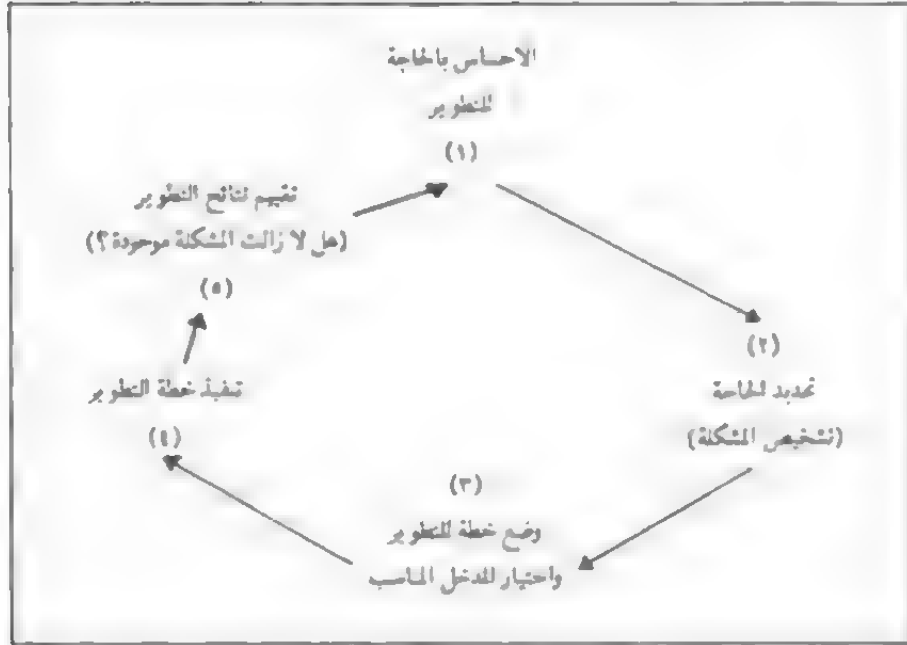 الاحساس بالحاجة
للتطوير
(١)
(٢)
تحديد الحاجة
(تشخيص المشكلة)
(٣)
وضع خطة للتطوير
واختيار المدخل المناسب
تنفيذ خطة التطوير
(٤)
تقييم نتائج التطوير
(هل لا زالت المشكلة موجودة؟)
(٥)